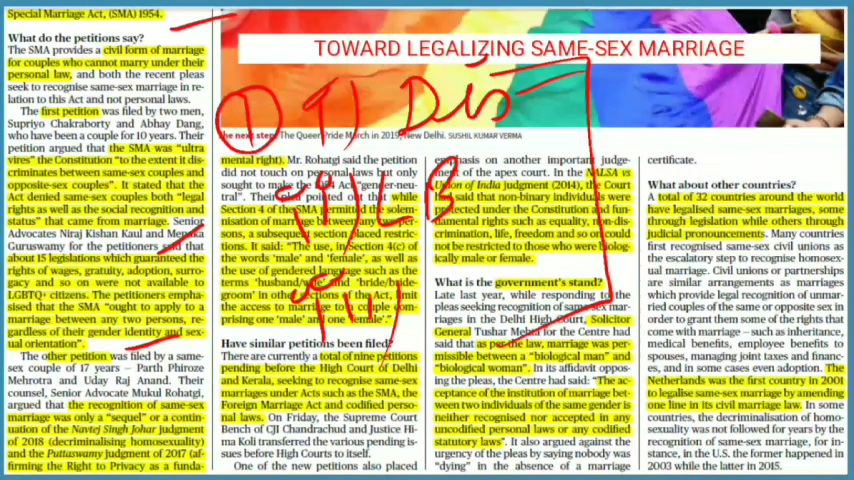 Special Marriage Act, (SMA) 1954.
What do the petitions say?
The SMA provides a civil form of marriage
for couples who cannot marry under their
personal law, and both the recent pleas
seek to recognise same-sex marriage in re-
lation to this Act and not personal laws.
The first petition was filed by two men,
Supriyo Chakraborty and Abhay Dang,
who have been a couple for 10 years. Their
petition argued that the SMA was "ultra
vires" the Constitution "to the extent it dis-
criminates between same-sex couples and
opposite-sex couples". It stated that the
Act denied same-sex couples both "legal
rights as well as the social recognition and
status" that came from marriage. Senior
Advocates Niraj Kishan Kaul and Menaka
Guruswamy for the petitioners said that
about 15 legislations which guaranteed the
rights of wages, gratuity, adoption, surro-
gacy and so on were not available to
LGBTQ+ citizens. The petitioners empha-
sised that the SMA "ought to apply to a
marriage between any two persons, re-
gardless of their gender identity and sex-
ual orientation".
The other petition was filed by a same-
sex couple of 17 years – Parth Phiroze
Mehrotra and Uday Raj Anand. Their
counsel, Senior Advocate Mukul Rohatgi,
argued that the recognition of same-sex
marriage was only a "sequel" or a contin-
uation of the Navtej Singh Johar judgment
of 2018 (decriminalising homosexuality)
and the Puttaswamy judgment of 2017 (af-
firming the Right to Privacy as a funda-
TOWARD LEGALIZING SAME-SEX MARRIAGE
1) Dis
The next step: The Queer Pride March in 2019, New Delhi. SUSHIL KUMAR VERMA
mental right). Mr. Rohatgi said the petition
did not touch on personal laws but only
sought to make the 1954 Act "gender-neu-
tral". Their plea pointed out that while
Section 4 of the SMA permitted the solem-
nisation of marriage between any two per-
sons, a subsequent section placed restric-
tions. It said: "The use, in Section 4(c) of
the words 'male' and 'female', as well as
the use of gendered language such as the
terms 'husband/wife' and 'bride/bride-
groom' in other sections of the Act, limit
the access to marriage to a couple com-
prising one 'male' and one 'female'."
Have similar petitions been filed?
There are currently a total of nine petitions
pending before the High Court of Delhi
and Kerala, seeking to recognise same-sex
marriages under Acts such as the SMA, the
Foreign Marriage Act and codified perso-
nal laws. On Friday, the Supreme Court
Bench of CJI Chandrachud and Justice Hi-
ma Koli transferred the various pending is-
sues before High Courts to itself.
One of the new petitions also placed
emphasis on another important judge-
ment of the apex court. In the NALSA vs
Union of India judgment (2014), the Court
had said that non-binary individuals were
protected under the Constitution and fun-
damental rights such as equality, non-dis-
crimination, life, freedom and so on could
not be restricted to those who were biolog-
ically male or female.
What is the government's stand?
Late last year, while responding to the
pleas seeking recognition of same-sex mar-
riages in the Delhi High Court, Solicitor
General Tushar Mehta for the Centre had
said that as per the law, marriage was per-
missible between a "biological man" and
"biological woman". In its affidavit oppos-
ing the pleas, the Centre had said: "The ac-
ceptance of the institution of marriage bet-
ween two individuals of the same gender is
neither recognised nor accepted in any
uncodified personal laws or any codified
statutory laws". It also argued against the
urgency of the pleas by saying nobody was
"dying" in the absence of a marriage
certificate.
What about other countries?
A total of 32 countries around the world
have legalised same-sex marriages, some
through legislation while others through
judicial pronouncements. Many countries
first recognised same-sex civil unions as
the escalatory step to recognise homosex-
ual marriage. Civil unions or partnerships
are similar arrangements as marriages
which provide legal recognition of unmar-
ried couples of the same or opposite sex in
order to grant them some of the rights that
come with marriage – such as inheritance,
medical benefits, employee benefits to
spouses, managing joint taxes and financ-
es, and in some cases even adoption. The
Netherlands was the first country in 2001
to legalise same-sex marriage by amending
one line in its civil marriage law. In some
countries, the decriminalisation of homo-
sexuality was not followed for years by the
recognition of same-sex marriage, for in-
stance, in the U.S. the former happened in
2003 while the latter in 2015.